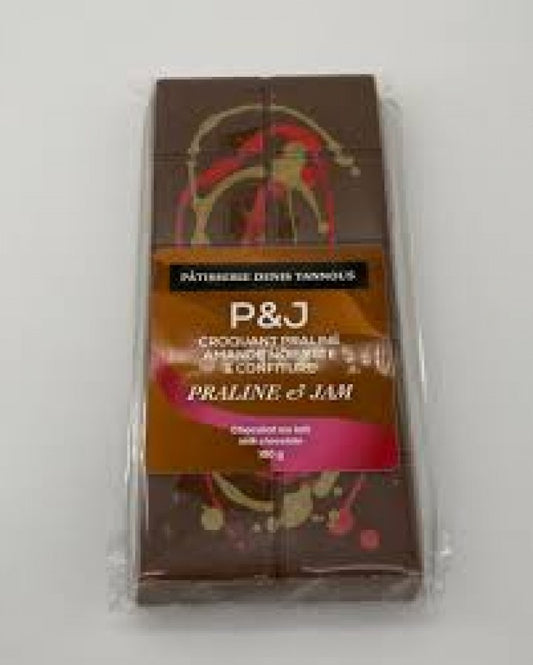 PÂTISSERIE DENIS TANNOUS
P&J
CROQUANT PRALINÉ
AMANDE NOISETTE
& CONFITURE
PRALINE & JAM
Chocolat au lait
milk chocolate
g